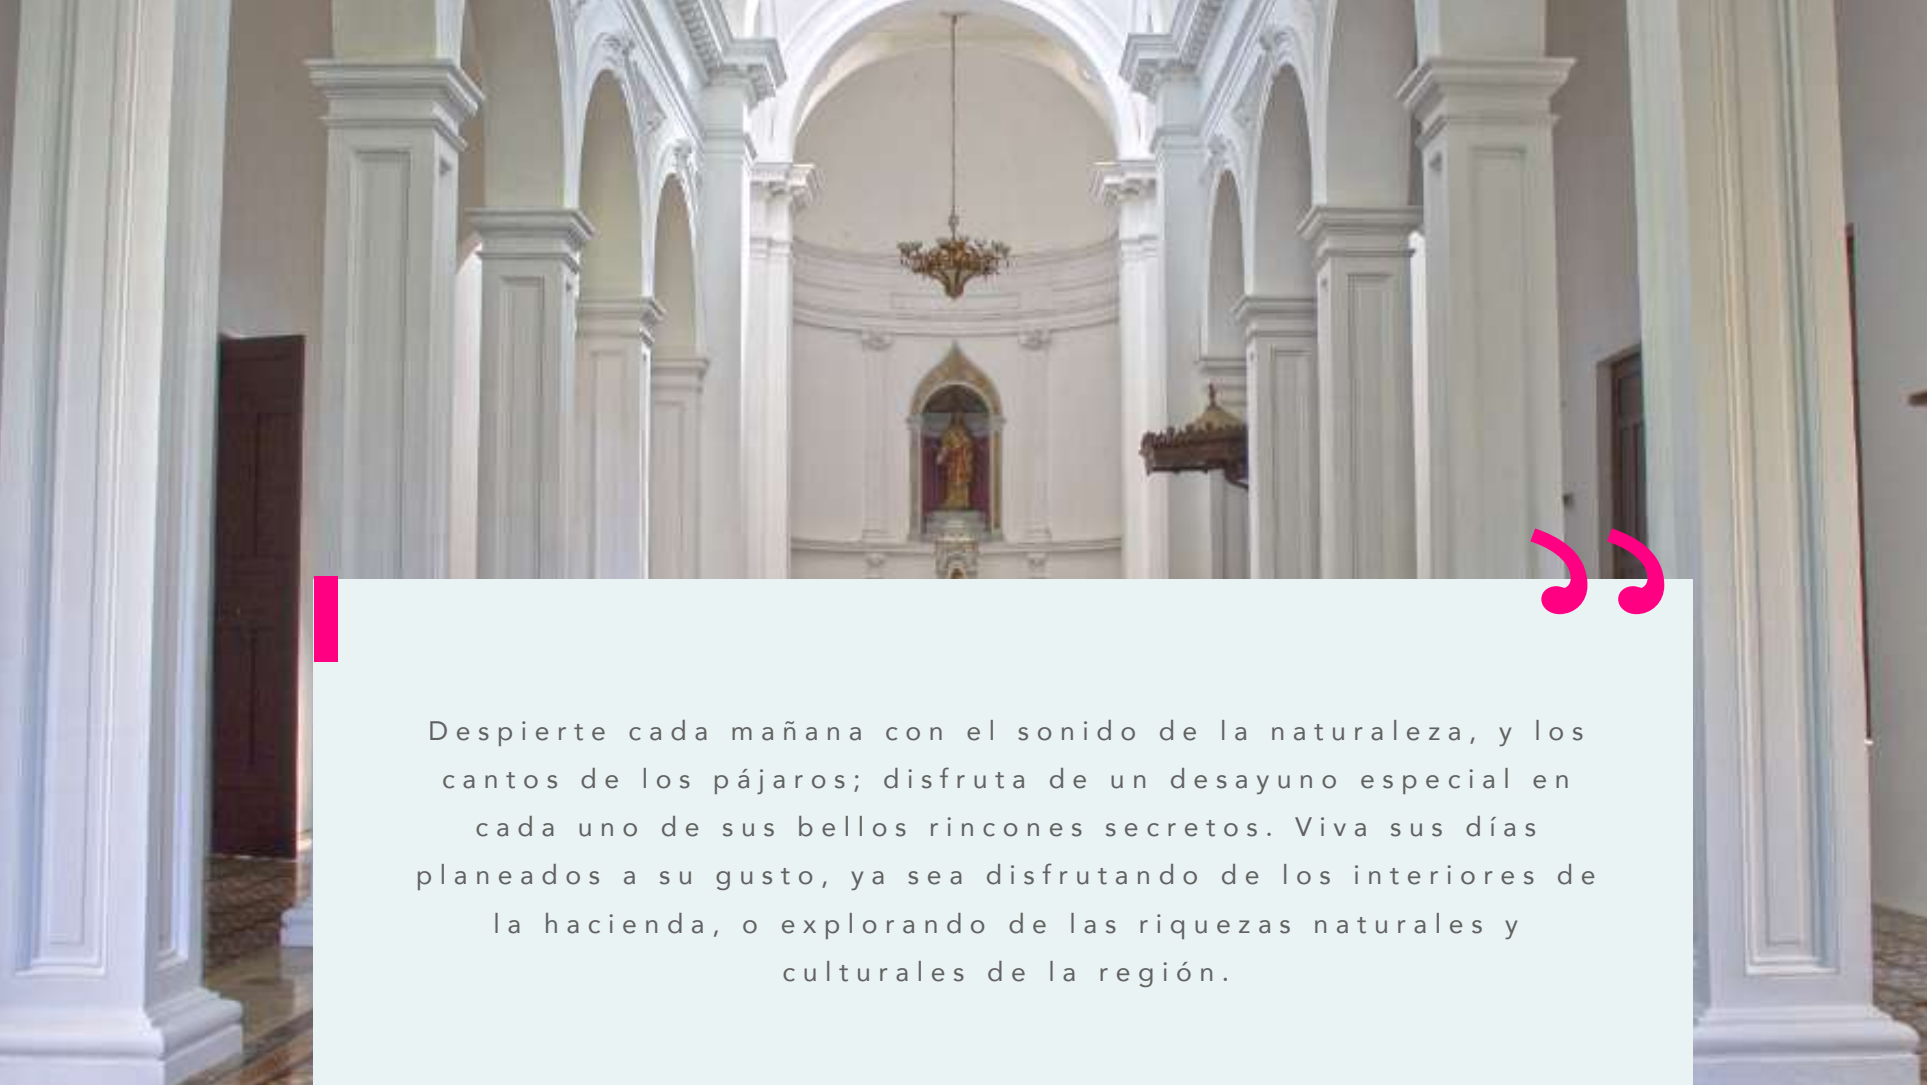 ”
Despierte cada mañana con el sonido de la naturaleza, y los
cantos de los pájaros; disfruta de un desayuno especial en
cada uno de sus bellos rincones secretos. Viva sus días
planeados a su gusto, ya sea disfrutando de los interiores de
la hacienda, o explorando de las riquezas naturales y
culturales de la región.